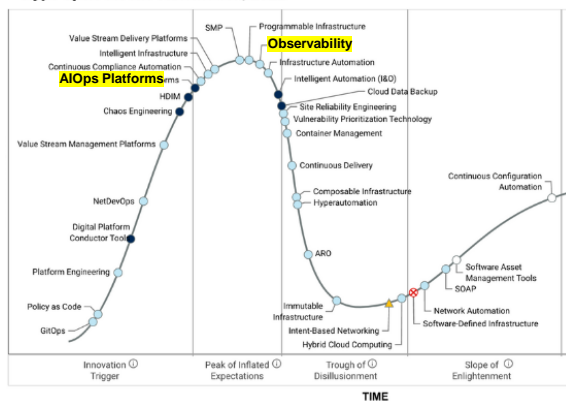 SMP
Programmable Infrastructure
Value Stream Delivery Platforms
Observability
Intelligent Infrastructure
Infrastructure Automation
Continuous Compliance Automation
AIOps Platforms
Intelligent Automation (I&O)
HDIM
Cloud Data Backup
Chaos Engineering
Site Reliability Engineering
Vulnerability Prioritization Technology
Container Management
Value Stream Management Platforms
Continuous Delivery
Continuous Configuration
Automation
Composable Infrastructure
Hyperautomation
NetDevOps
Digital Platform
Conductor Tool
ARO
Platform Engineering
Software Asset
Management Tools
SOAP
Policy as Code
GitOps
Immutable
Infrastructure
Network Automation
Intent-Based Networking
Software-Defined Infrastructure
Hybrid Cloud Computing
Innovation
Trigger
Peak of Inflated
Expectations
Trough of
Disillusionment
Slope of
Enlightenment
TIME